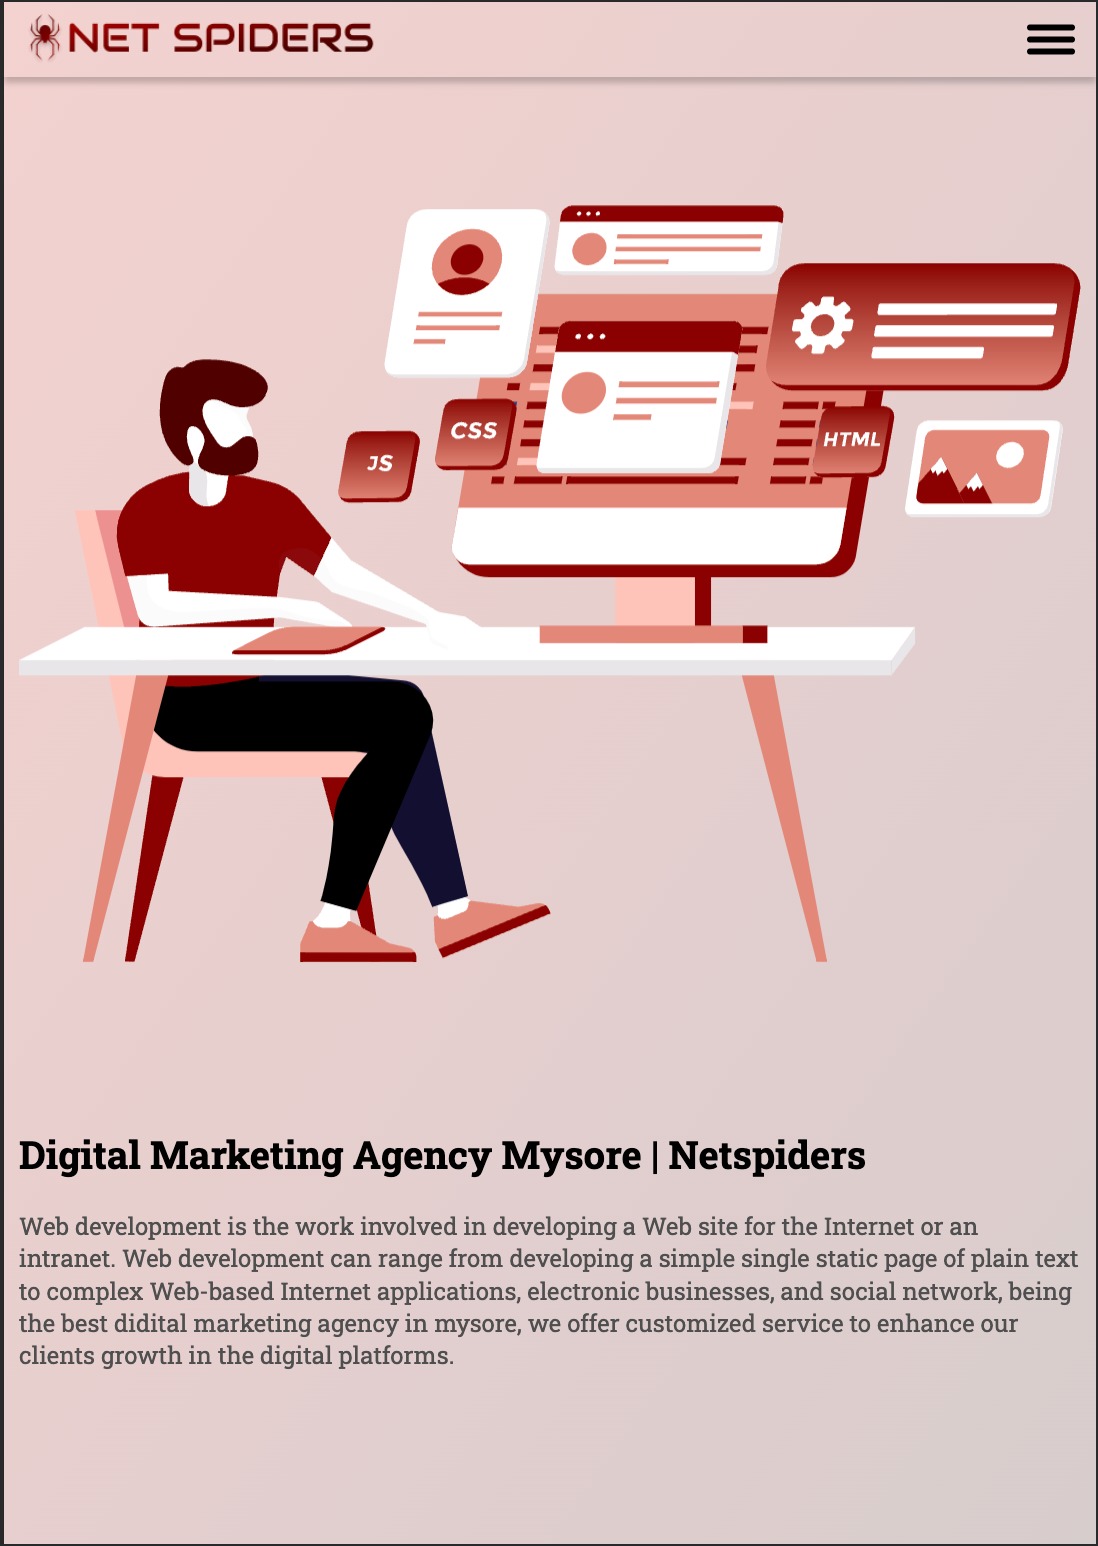 NET SPIDERS
CSS
JS
HTML
Digital Marketing Agency Mysore | Netspiders
Web development is the work involved in developing a Web site for the Internet or an
intranet. Web development can range from developing a simple single static page of plain text
to complex Web-based Internet applications, electronic businesses, and social network, being
the best didital marketing agency in mysore, we offer customized service to enhance our
clients growth in the digital platforms.